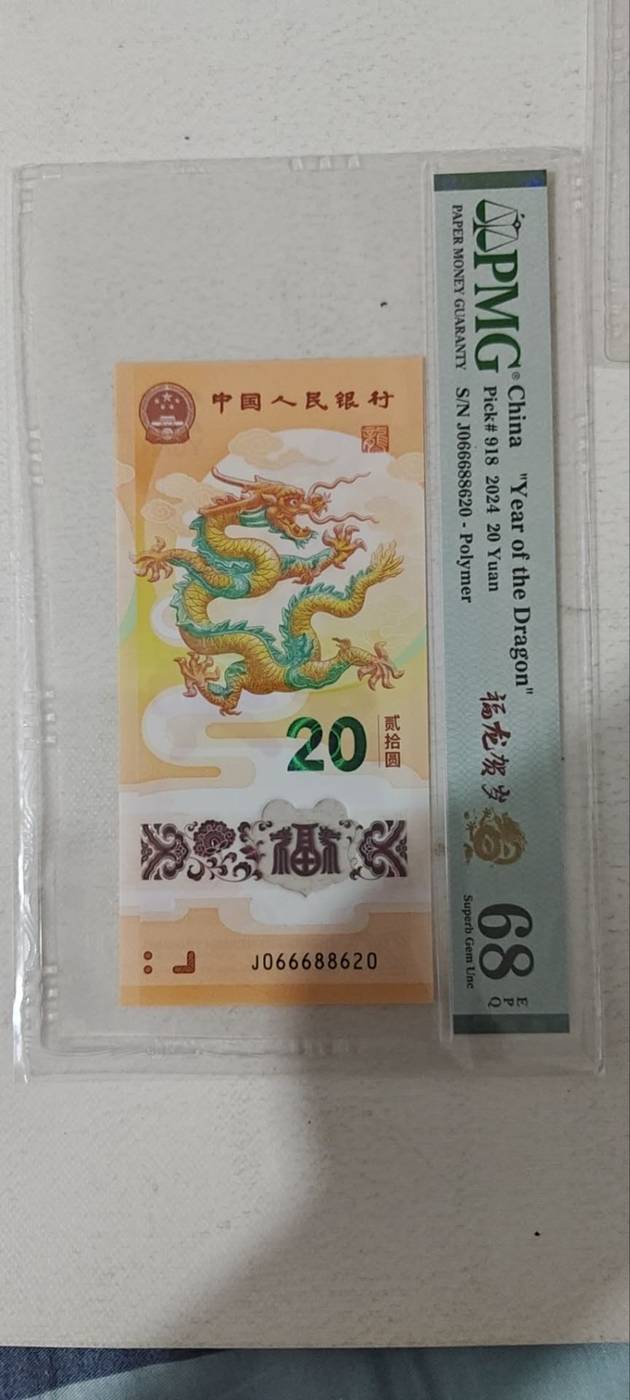 中国人民银行
龍
20
贰拾圆
福
J066688620
PMG®
PAPER MONEY GUARANTY
China "Year of the Dragon"
Pick# 918 2024 20 Yuan
S/N J066688620 - Polymer
福龙贺岁
68
EPQ
Superb Gem Unc